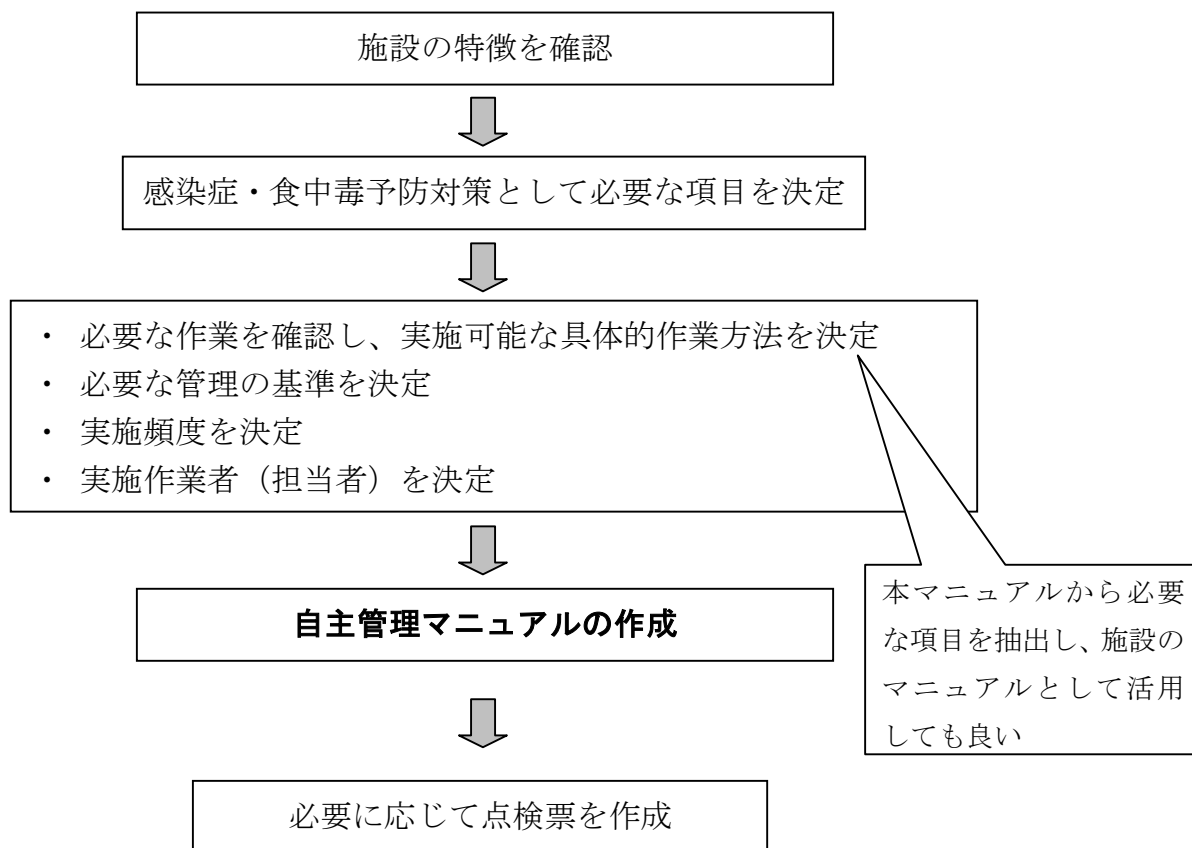 施設の特徴を確認
感染症・食中毒予防対策として必要な項目を決定
・ 必要な作業を確認し、実施可能な具体的作業方法を決定
・ 必要な管理の基準を決定
・ 実施頻度を決定
・ 実施作業者（担当者）を決定
自主管理マニュアルの作成
本マニュアルから必要
な項目を抽出し、施設の
マニュアルとして活用
しても良い
必要に応じて点検票を作成